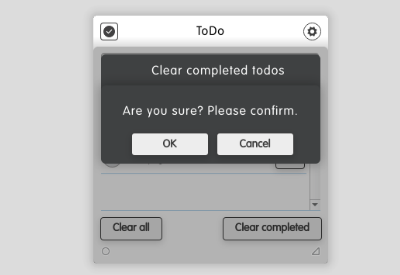 ToDo
Clear completed todos
Are you sure? Please confirm.
OK
Cancel
Clear all
Clear completed